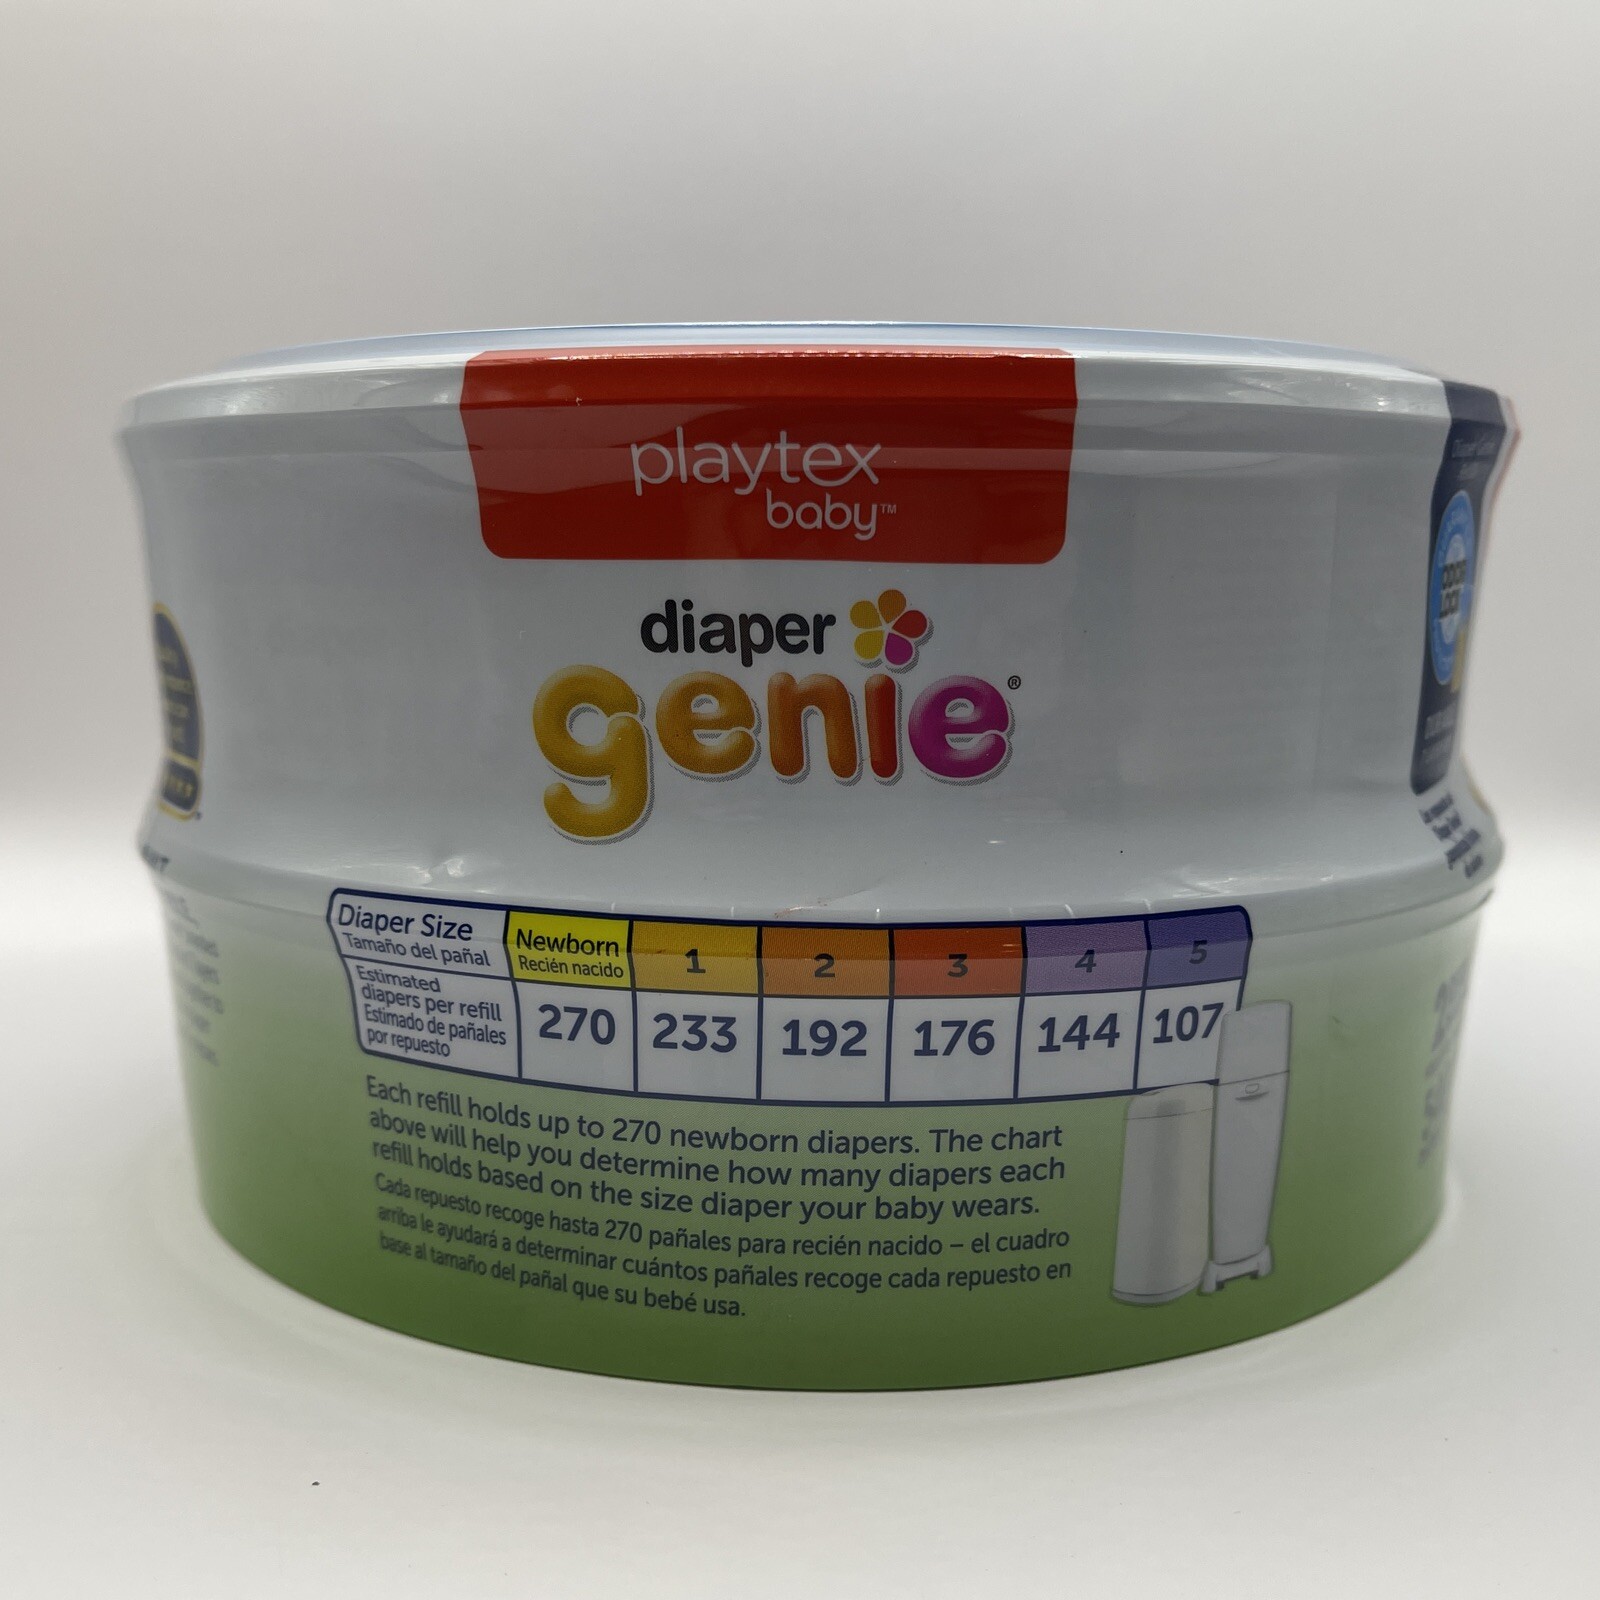 playtex
baby™
diaper
genie®
Diaper Size
Tamaño del pañal
Newborn
Recién nacido
1
2
3
4
5
Estimated
diapers per refill
Estimado de pañales
por repuesto
270
233
192
176
144
107
Each refill holds up to 270 newborn diapers. The chart
above will help you determine how many diapers each
refill holds based on the size diaper your baby wears.
Cada repuesto recoge hasta 270 pañales para recién nacido – el cuadro
arriba le ayudará a determinar cuántos pañales recoge cada repuesto en
base al tamaño del pañal que su bebé usa.